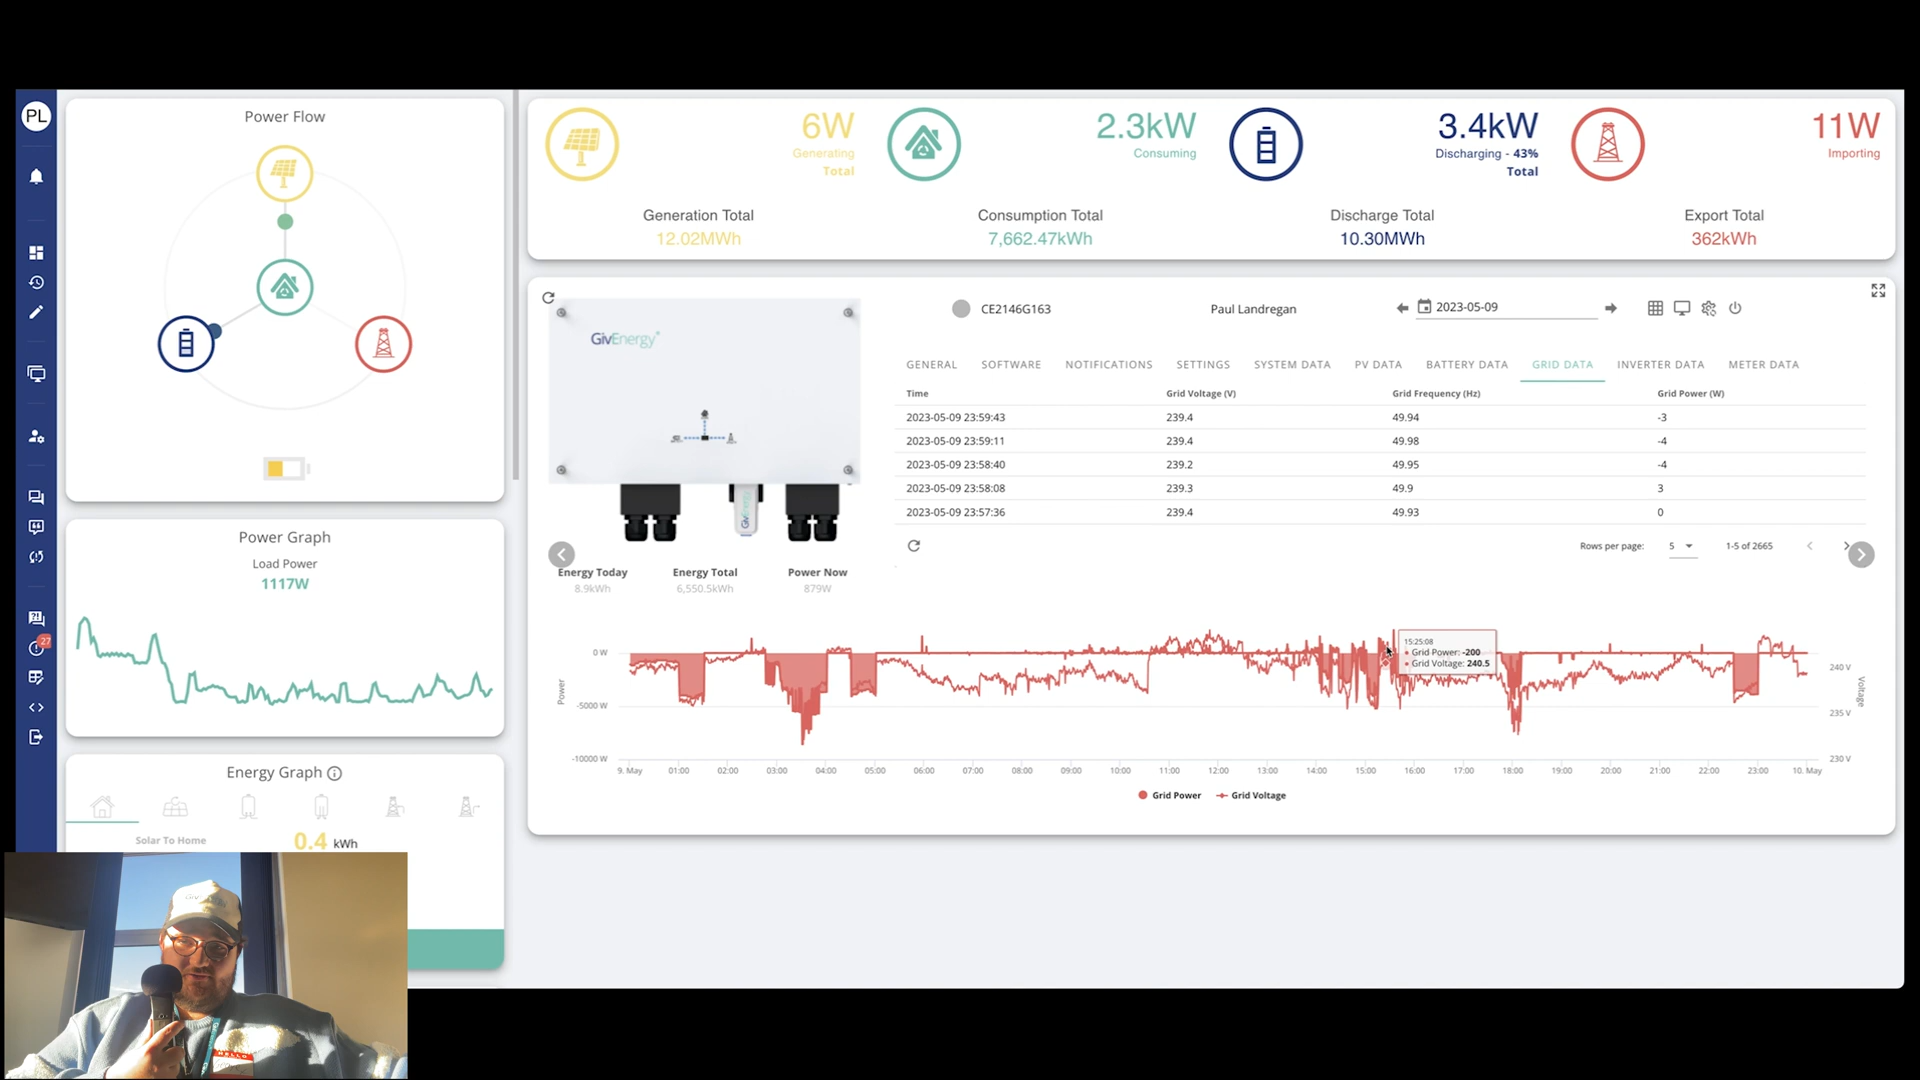 PL
27
Power Flow
Power Graph
Load Power
1117W
Energy Graph
Solar To Home
0.4 kWh
6W
Generating
Total
Generation Total
12.02MWh
2.3kW
Consuming
Consumption Total
7,662.47kWh
3.4kW
Discharging - 43%
Total
Discharge Total
10.30MWh
11W
Importing
Export Total
362kWh
GivEnergy
GivEnergy
Energy Today
8.9kWh
Energy Total
6,550.5kWh
Power Now
879W
CE2146G163
Paul Landregan
2023-05-09
GENERAL SOFTWARE NOTIFICATIONS SETTINGS SYSTEM DATA PV DATA BATTERY DATA GRID DATA INVERTER DATA METER DATA
Time Grid Voltage (V) Grid Frequency (Hz) Grid Power (W)
2023-05-09 23:59:43 239.4 49.94 -3
2023-05-09 23:59:11 239.4 49.98 -4
2023-05-09 23:58:40 239.2 49.95 -4
2023-05-09 23:58:08 239.3 49.9 3
2023-05-09 23:57:36 239.4 49.93 0
Rows per page: 5 1-5 of 2665
0 W
-5000 W
-10000 W
Power
15:25:08
Grid Power: -200
Grid Voltage: 240.5
240 V
235 V
230 V
Voltage
9. May 01:00 02:00 03:00 04:00 05:00 06:00 07:00 08:00 09:00 10:00 11:00 12:00 13:00 14:00 15:00 16:00 17:00 18:00 19:00 20:00 21:00 22:00 23:00 10. May
Grid Power Grid Voltage
HELLO